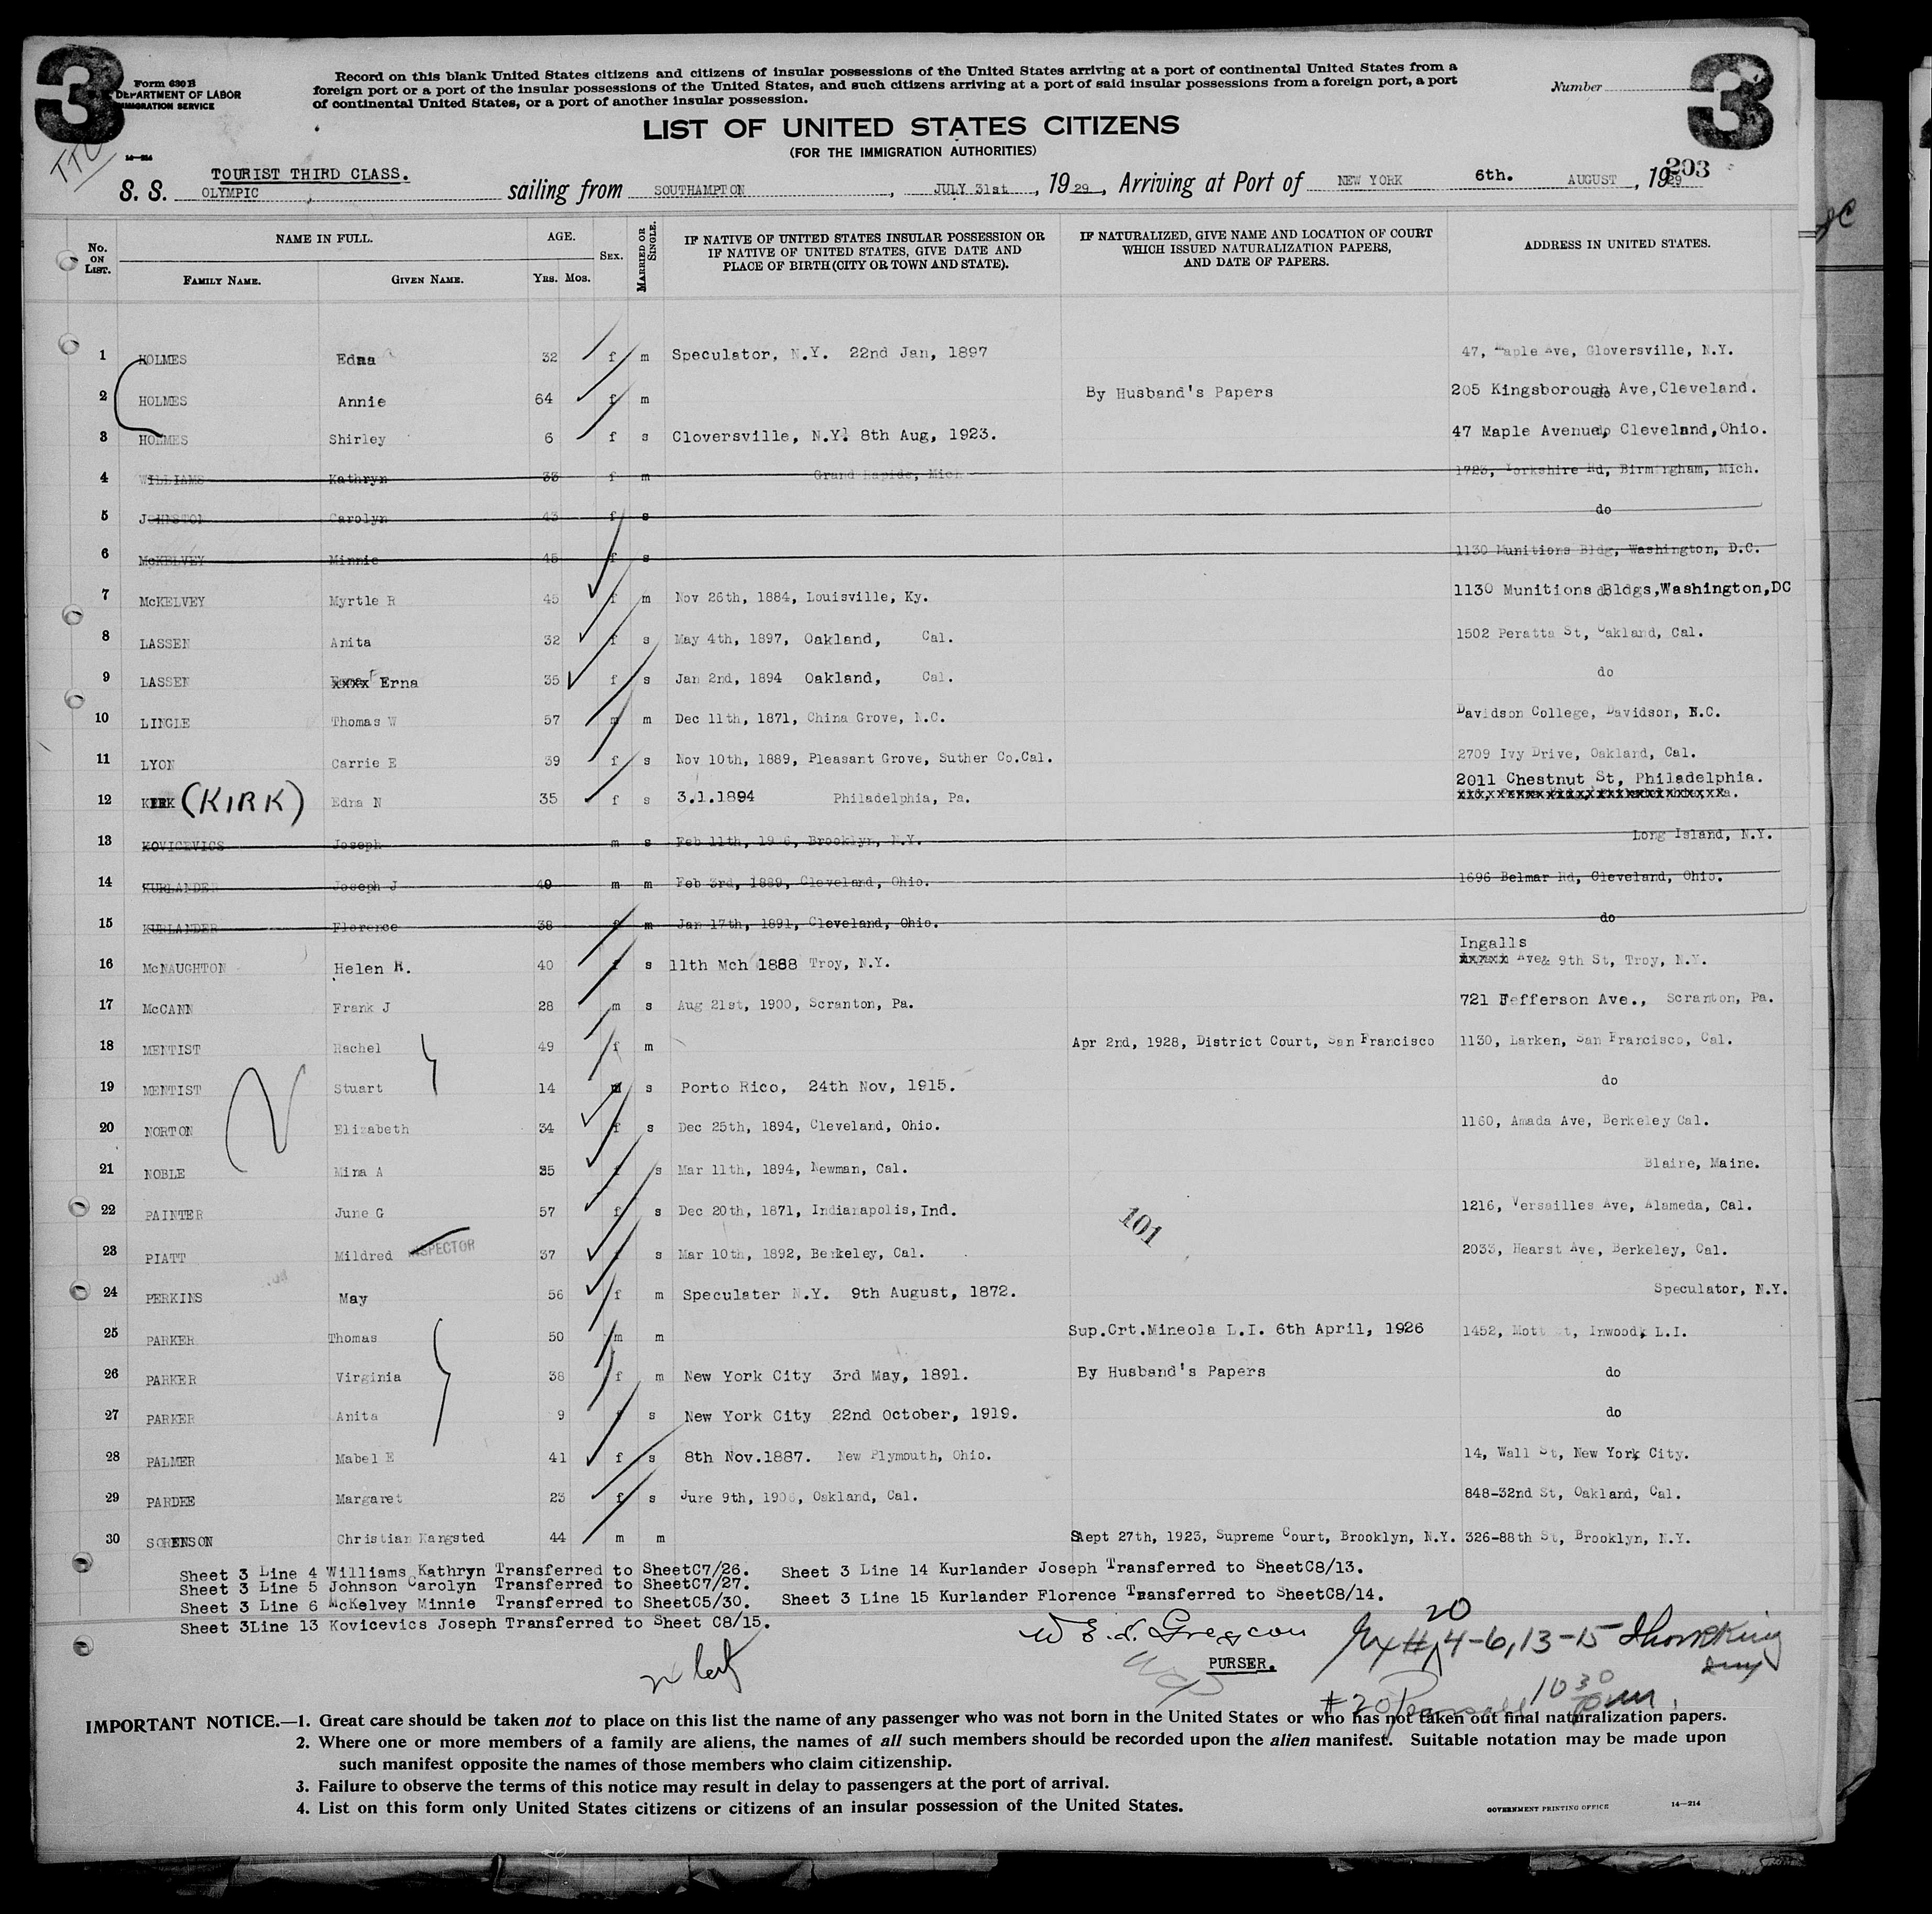 3
Form 630 B
DEPARTMENT OF LABOR
IMMIGRATION SERVICE
Record on this blank United States citizens and citizens of insular possessions of the United States arriving at a port of continental United States from a
foreign port or a port of the insular possessions of the United States, and such citizens arriving at a port of said insular possessions from a foreign port, a port
of continental United States, or a port of another insular possession.
Number
3
LIST OF UNITED STATES CITIZENS
(FOR THE IMMIGRATION AUTHORITIES)
14—214
TOURIST THIRD CLASS.
203
S. S. OLYMPIC sailing from SOUTHAMPTON, JULY 31st, 1929, Arriving at Port of NEW YORK 6th. AUGUST, 1929
No. ON LIST. NAME IN FULL. FAMILY NAME. GIVEN NAME. AGE. YRS. MOS. SEX. MARRIED OR SINGLE. IF NATIVE OF UNITED STATES INSULAR POSSESSION OR IF NATIVE OF UNITED STATES, GIVE DATE AND PLACE OF BIRTH (CITY OR TOWN AND STATE). IF NATURALIZED, GIVE NAME AND LOCATION OF COURT WHICH ISSUED NATURALIZATION PAPERS, AND DATE OF PAPERS. ADDRESS IN UNITED STATES.
1 HOLMES Edna 32 f m Speculator, N.Y. 22nd Jan, 1897 47, Maple Ave, Gloversville, N.Y.
2 HOLMES Annie 64 f m By Husband's Papers 205 Kingsborough Ave, Cleveland.
3 HOLMES Shirley 6 f s Cloversville, N.Y. 8th Aug, 1923. 47 Maple Avenue, Cleveland, Ohio.
4 WILLIAMS Kathryn 33 f m Grand Rapids, Mich 1723, Yorkshire Rd, Birmingham, Mich.
5 JOHNSTON Carolyn 43 f s do
6 McKELVEY Minnie 45 f s 1130 Munitions Bldg, Washington, D.C.
7 McKELVEY Myrtle R 45 f m Nov 26th, 1884, Louisville, Ky. 1130 Munitions Bldgs, Washington, DC
8 LASSEN Anita 32 f s May 4th, 1897, Oakland, Cal. 1502 Peratta St, Oakland, Cal.
9 LASSEN xxxx Erna 35 f s Jan 2nd, 1894 Oakland, Cal. do
10 LINGLE Thomas W 57 m m Dec 11th, 1871, China Grove, N.C. Davidson College, Davidson, N.C.
11 LYON Carrie E 39 f s Nov 10th, 1889, Pleasant Grove, Suther Co.Cal. 2709 Ivy Drive, Oakland, Cal.
2011 Chestnut St, Philadelphia.
12 KIRK (KIRK) Edna N 35 f s 3.1.1894 Philadelphia, Pa.
13 KOVICEVICS Joseph m s Feb 11th, 1906, Brooklyn, N.Y. Long Island, N.Y.
14 KURLANDER Joseph J 40 m m Feb 3rd, 1889, Cleveland, Ohio. 1696 Belmar Rd, Cleveland, Ohio.
15 KURLANDER Florence 38 f m Jan 17th, 1891, Cleveland, Ohio. do
Ingalls
16 McNAUGHTON Helen R. 40 f s 11th Mch 1888 Troy, N.Y. xxxxx Ave& 9th St, Troy, N.Y.
17 McCANN Frank J 28 m s Aug 21st, 1900, Scranton, Pa. 721 Jefferson Ave., Scranton, Pa.
18 MENTIST Rachel 49 f m Apr 2nd, 1928, District Court, San Francisco 1130, Larken, San Francisco, Cal.
19 MENTIST Stuart 14 m s Porto Rico, 24th Nov, 1915. do
20 NORTON Elizabeth 34 f s Dec 25th, 1894, Cleveland, Ohio. 1160, Amada Ave, Berkeley Cal.
21 NOBLE Mina A 35 f s Mar 11th, 1894, Newman, Cal. Blaine, Maine.
22 PAINTER June G 57 f s Dec 20th, 1871, Indianapolis, Ind. 1216, Versailles Ave, Alameda, Cal.
101
23 PIATT Mildred INSPECTOR 37 f s Mar 10th, 1892, Berkeley, Cal. 2033, Hearst Ave, Berkeley, Cal.
24 PERKINS May 56 f m Speculater N.Y. 9th August, 1872. Speculator, N.Y.
25 PARKER Thomas 50 m m Sup.Crt.Mineola L.I. 6th April, 1926 1452, Mott St, Inwood, L.I.
26 PARKER Virginia 38 f m New York City 3rd May, 1891. By Husband's Papers do
27 PARKER Anita 9 f s New York City 22nd October, 1919. do
28 PALMER Mabel E 41 f s 8th Nov.1887. New Plymouth, Ohio. 14, Wall St, New York City.
29 PARDEE Margaret 23 f s June 9th, 1906, Oakland, Cal. 848-32nd St, Oakland, Cal.
30 SORENSON Christian Hangsted 44 m m Sept 27th, 1923, Supreme Court, Brooklyn, N.Y. 326-88th St, Brooklyn, N.Y.
Sheet 3 Line 4 Williams Kathryn Transferred to SheetC7/26. Sheet 3 Line 14 Kurlander Joseph Transferred to SheetC8/13.
Sheet 3 Line 5 Johnson Carolyn Transferred to SheetC7/27.
Sheet 3 Line 6 McKelvey Minnie Transferred to SheetC5/30. Sheet 3 Line 15 Kurlander Florence Transferred to SheetC8/14.
Sheet 3Line 13 Kovicevics Joseph Transferred to Sheet C8/15.
20
4-6, 13-15
PURSER.
#20 10 30
IMPORTANT NOTICE.—1. Great care should be taken not to place on this list the name of any passenger who was not born in the United States or who has not taken out final naturalization papers.
2. Where one or more members of a family are aliens, the names of all such members should be recorded upon the alien manifest. Suitable notation may be made upon
such manifest opposite the names of those members who claim citizenship.
3. Failure to observe the terms of this notice may result in delay to passengers at the port of arrival.
4. List on this form only United States citizens or citizens of an insular possession of the United States.
GOVERNMENT PRINTING OFFICE 14—214